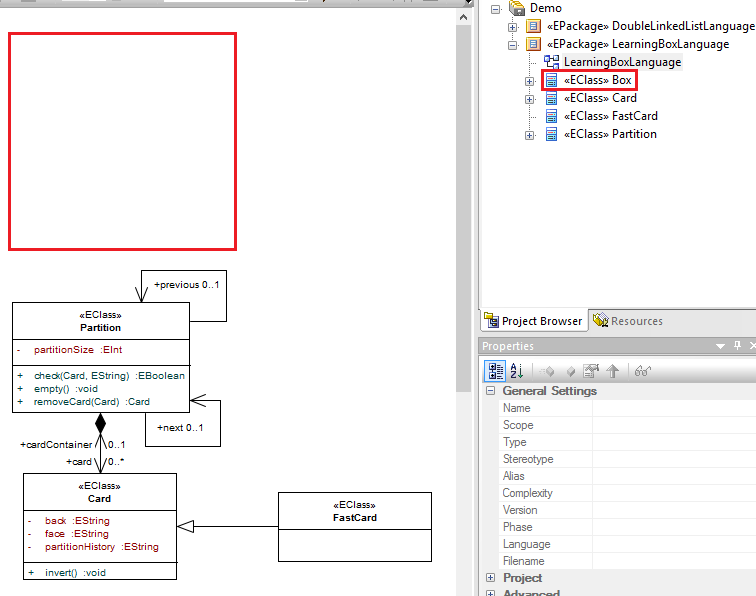 +previous 0..1
«EClass»
Partition
- partitionSize :EInt
+ check(Card, EString) :EBoolean
+ empty() :void
+ removeCard(Card) :Card
+next 0..1
+cardContainer 0..1
+card 0..*
«EClass»
Card
- back :EString
- face :EString
- partitionHistory :EString
+ invert() :void
«EClass»
FastCard
Demo
«EPackage» DoubleLinkedListLanguage
«EPackage» LearningBoxLanguage
LearningBoxLanguage
«EClass» Box
«EClass» Card
«EClass» FastCard
«EClass» Partition
Project Browser
Resources
Properties
General Settings
Name
Scope
Type
Stereotype
Alias
Complexity
Version
Phase
Language
Filename
Project
Advanced